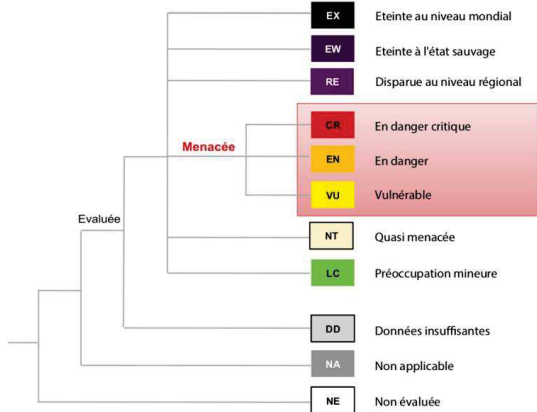 EX Eteinte au niveau mondial
EW Eteinte à l'état sauvage
RE Disparue au niveau régional
CR En danger critique
Menacée
EN En danger
VU Vulnérable
Evaluée
NT Quasi menacée
LC Préoccupation mineure
DD Données insuffisantes
NA Non applicable
NE Non évaluée